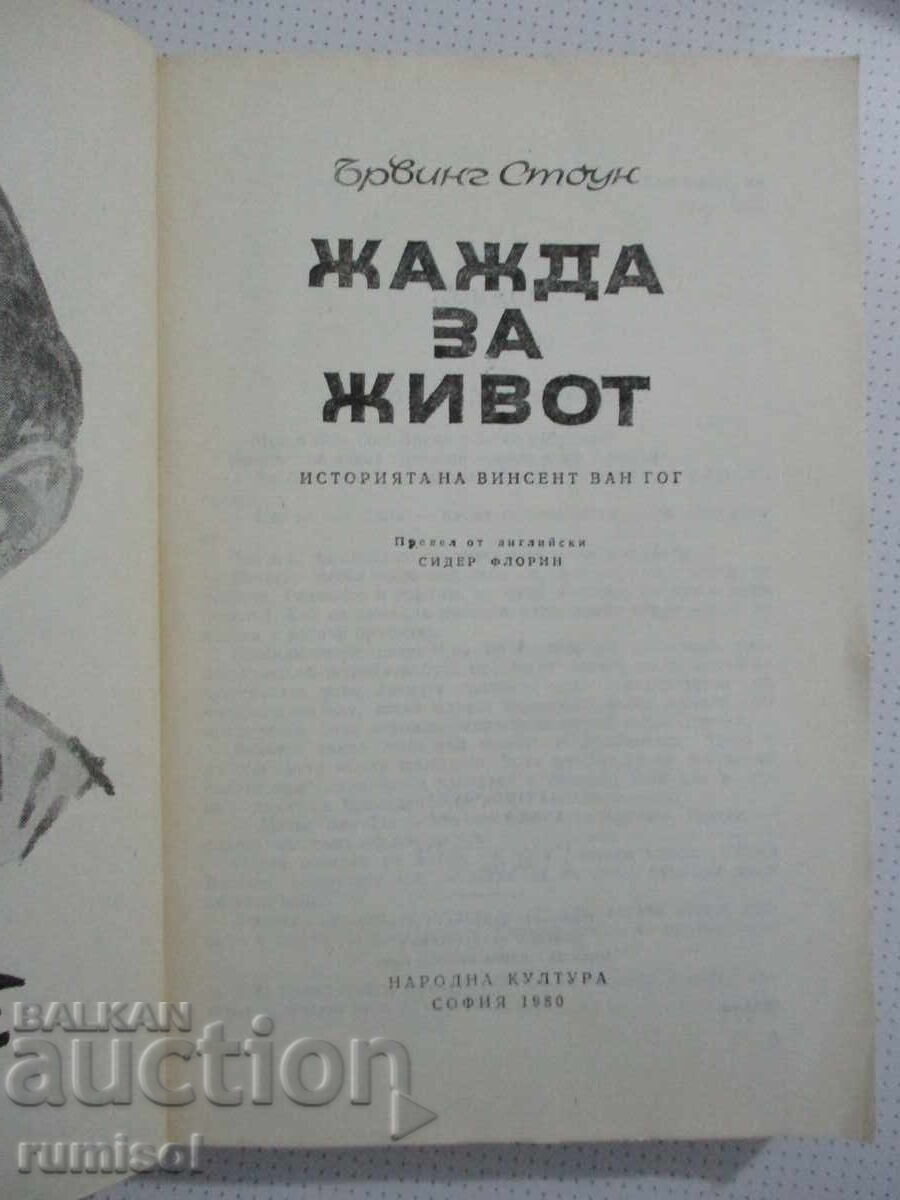 Ървинг Стоун
ЖАЖДА
ЗА
ЖИВОТ
ИСТОРИЯТА НА ВИНСЕНТ ВАН ГОГ
Превел от английски
СИДЕР ФЛОРИН
НАРОДНА КУЛТУРА
СОФИЯ 1980
BALKAN
auction
rumisol